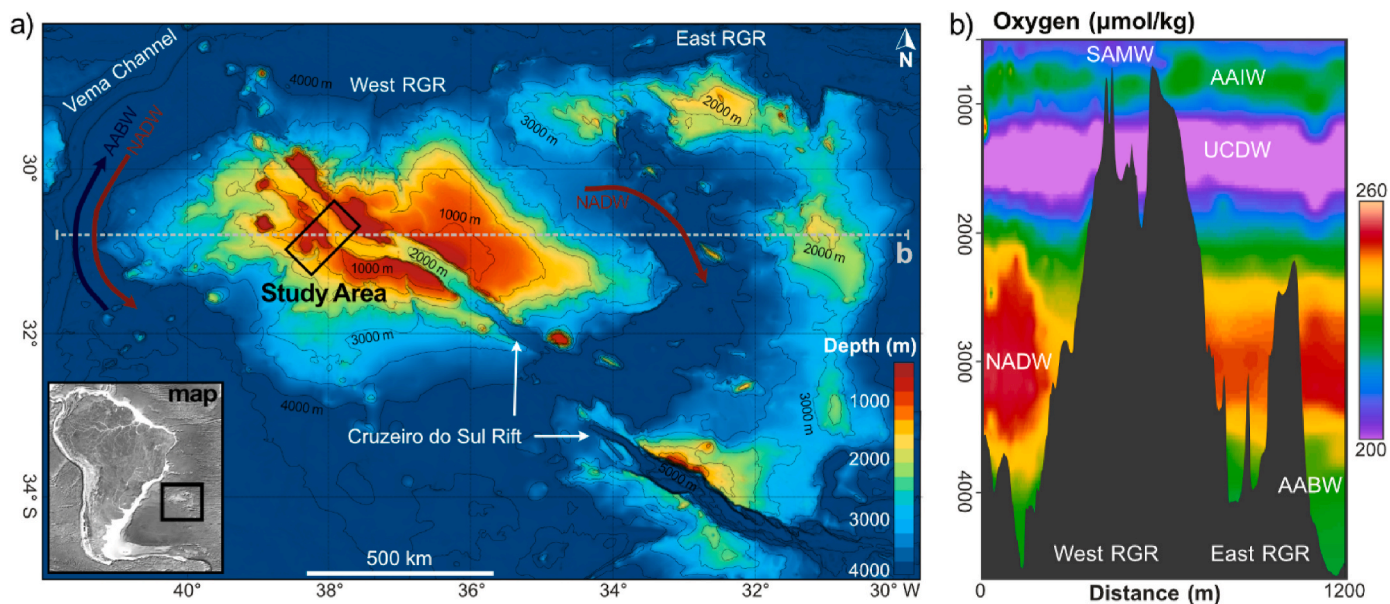 a)
Vema Channel
4000 m
West RGR
East RGR
N
AABW
NADW
2000 m
3000 m
30°
NADW
1000 m
b
2000 m
2000 m
1000 m
Study Area
32°
3000 m
Depth (m)
1000
2000
3000
4000
map
4000 m
3000 m
Cruzeiro do Sul Rift
5000 m
34°
S
500 km
40°
38°
36°
34°
32°
30° W
b)
Oxygen (µmol/kg)
SAMW
AAIW
1000
UCDW
260
2000
NADW
3000
200
4000
AABW
West RGR
East RGR
0
Distance (m)
1200